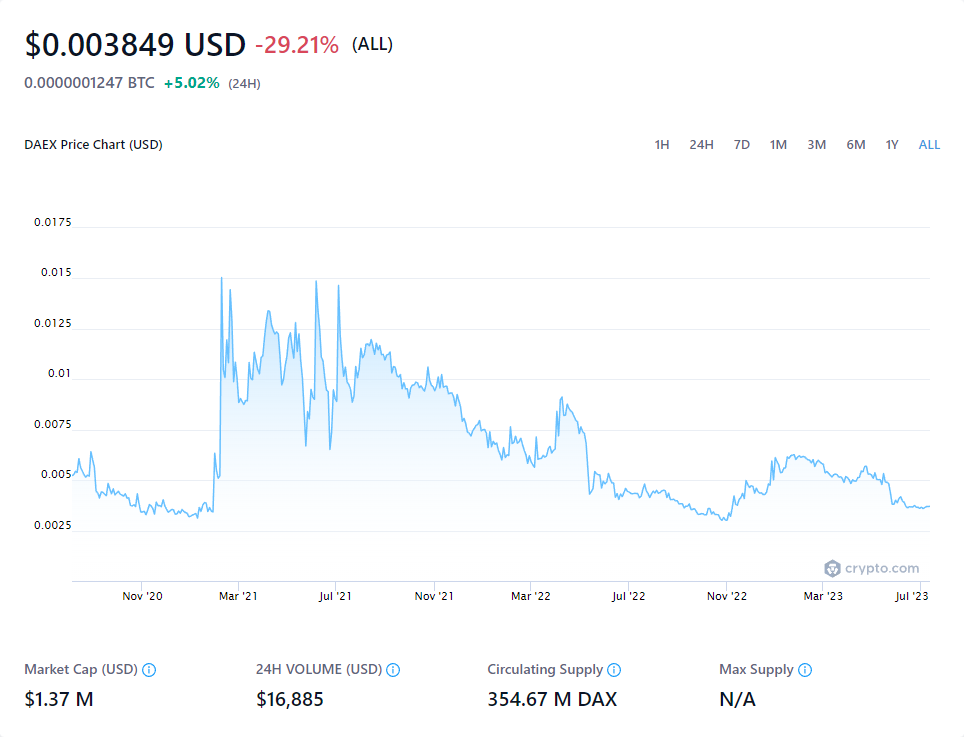 $0.003849 USD -29.21% (ALL)
0.0000001247 BTC +5.02% (24H)
DAEX Price Chart (USD) 1H 24H 7D 1M 3M 6M 1Y ALL
0.0175
0.015
0.0125
0.01
0.0075
0.005
0.0025
crypto.com
Nov '20 Mar '21 Jul '21 Nov '21 Mar '22 Jul '22 Nov '22 Mar '23 Jul '23
Market Cap (USD) 24H VOLUME (USD) Circulating Supply Max Supply
$1.37 M $16,885 354.67 M DAX N/A